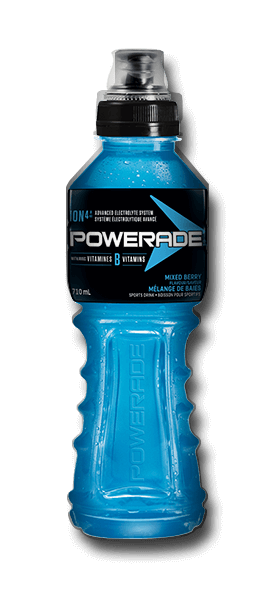 ION4®
ADVANCED ELECTROLYTE SYSTEM
SYSTÈME ÉLECTROLYTIQUE AVANCÉ
POWERADE
VITAMINES B VITAMINS
MIXED BERRY
710 mL
MÉLANGE DE BAIES
SPORTS DRINK • BOISSON POUR SPORTIFS
POWERADE